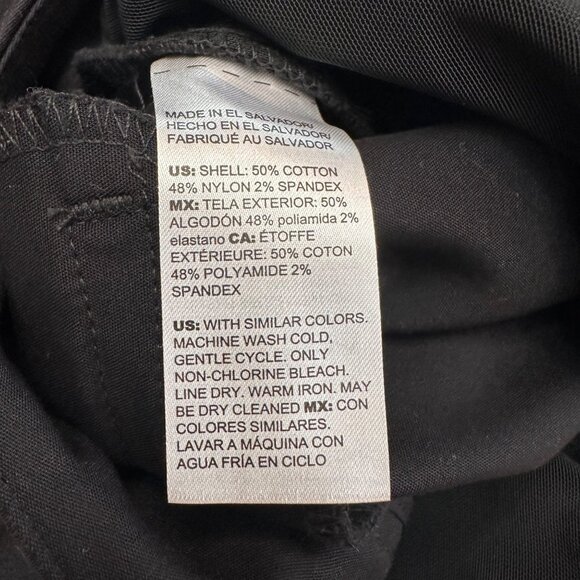 MADE IN EL SALVADOR/
HECHO EN EL SALVADOR/
FABRIQUÉ AU SALVADOR
US: SHELL: 50% COTTON
48% NYLON 2% SPANDEX
MX: TELA EXTERIOR: 50%
ALGODÓN 48% poliamida 2%
elastano CA: ÉTOFFE
EXTÉRIEURE: 50% COTON
48% POLYAMIDE 2%
SPANDEX
US: WITH SIMILAR COLORS.
MACHINE WASH COLD,
GENTLE CYCLE. ONLY
NON-CHLORINE BLEACH.
LINE DRY. WARM IRON. MAY
BE DRY CLEANED MX: CON
COLORES SIMILARES.
LAVAR A MÁQUINA CON
AGUA FRÍA EN CICLO